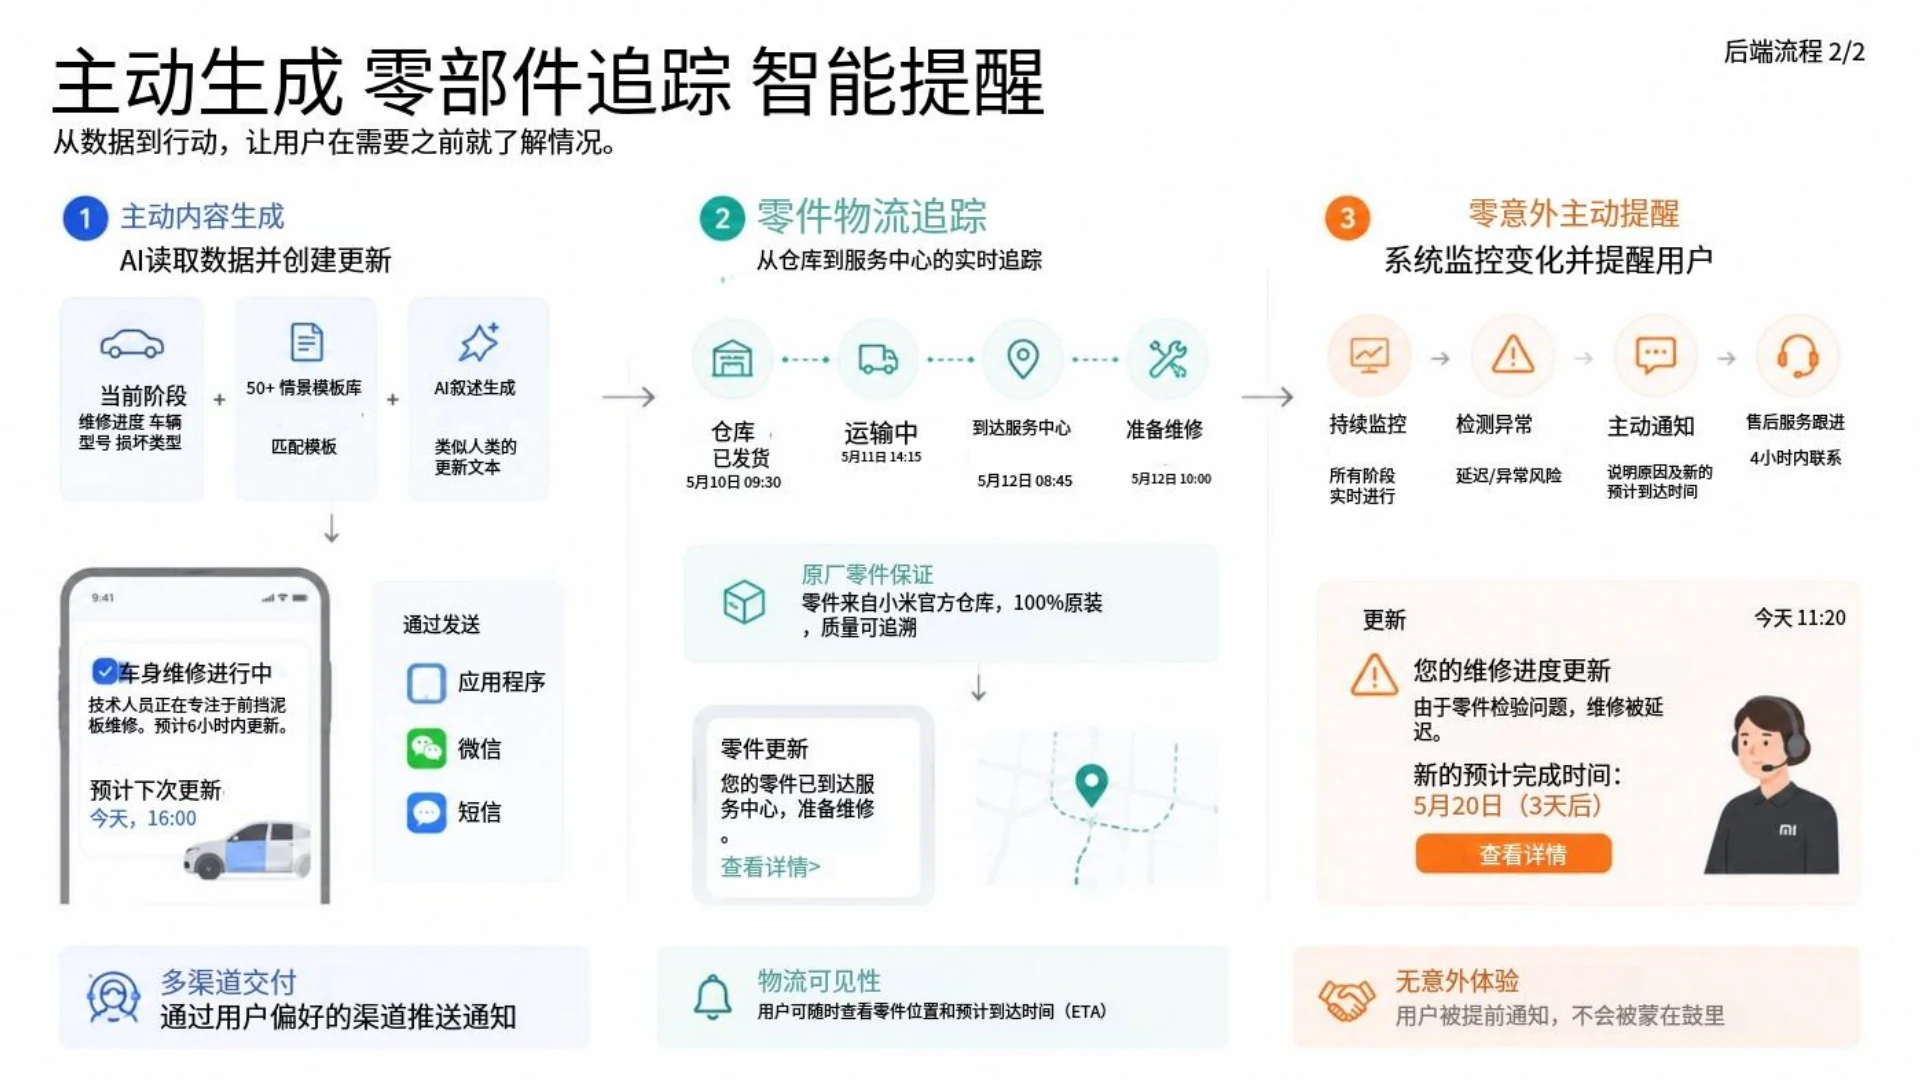 主动生成 零部件追踪 智能提醒
后端流程 2/2
从数据到行动，让用户在需要之前就了解情况。
1 主动内容生成
AI读取数据并创建更新
当前阶段
维修进度 车辆
型号 损坏类型
+
50+ 情景模板库
匹配模板
+
AI叙述生成
类似人类的
更新文本
9:41
车身维修进行中
技术人员正在专注于前挡泥
板维修。预计6小时内更新。
预计下次更新
今天，16:00
通过发送
应用程序
微信
短信
多渠道交付
通过用户偏好的渠道推送通知
2 零件物流追踪
从仓库到服务中心的实时追踪
仓库
已发货
5月10日 09:30
运输中
5月11日 14:15
到达服务中心
5月12日 08:45
准备维修
5月12日 10:00
原厂零件保证
零件来自小米官方仓库，100%原装
，质量可追溯
零件更新
您的零件已到达服
务中心，准备维修
。
查看详情>
物流可见性
用户可随时查看零件位置和预计到达时间（ETA）
3 零意外主动提醒
系统监控变化并提醒用户
持续监控
所有阶段
实时进行
检测异常
延迟/异常风险
主动通知
说明原因及新的
预计到达时间
售后服务跟进
4小时内联系
更新
今天 11:20
您的维修进度更新
由于零件检验问题，维修被延
迟。
新的预计完成时间：
5月20日（3天后）
查看详情
mi
无意外体验
用户被提前通知，不会被蒙在鼓里